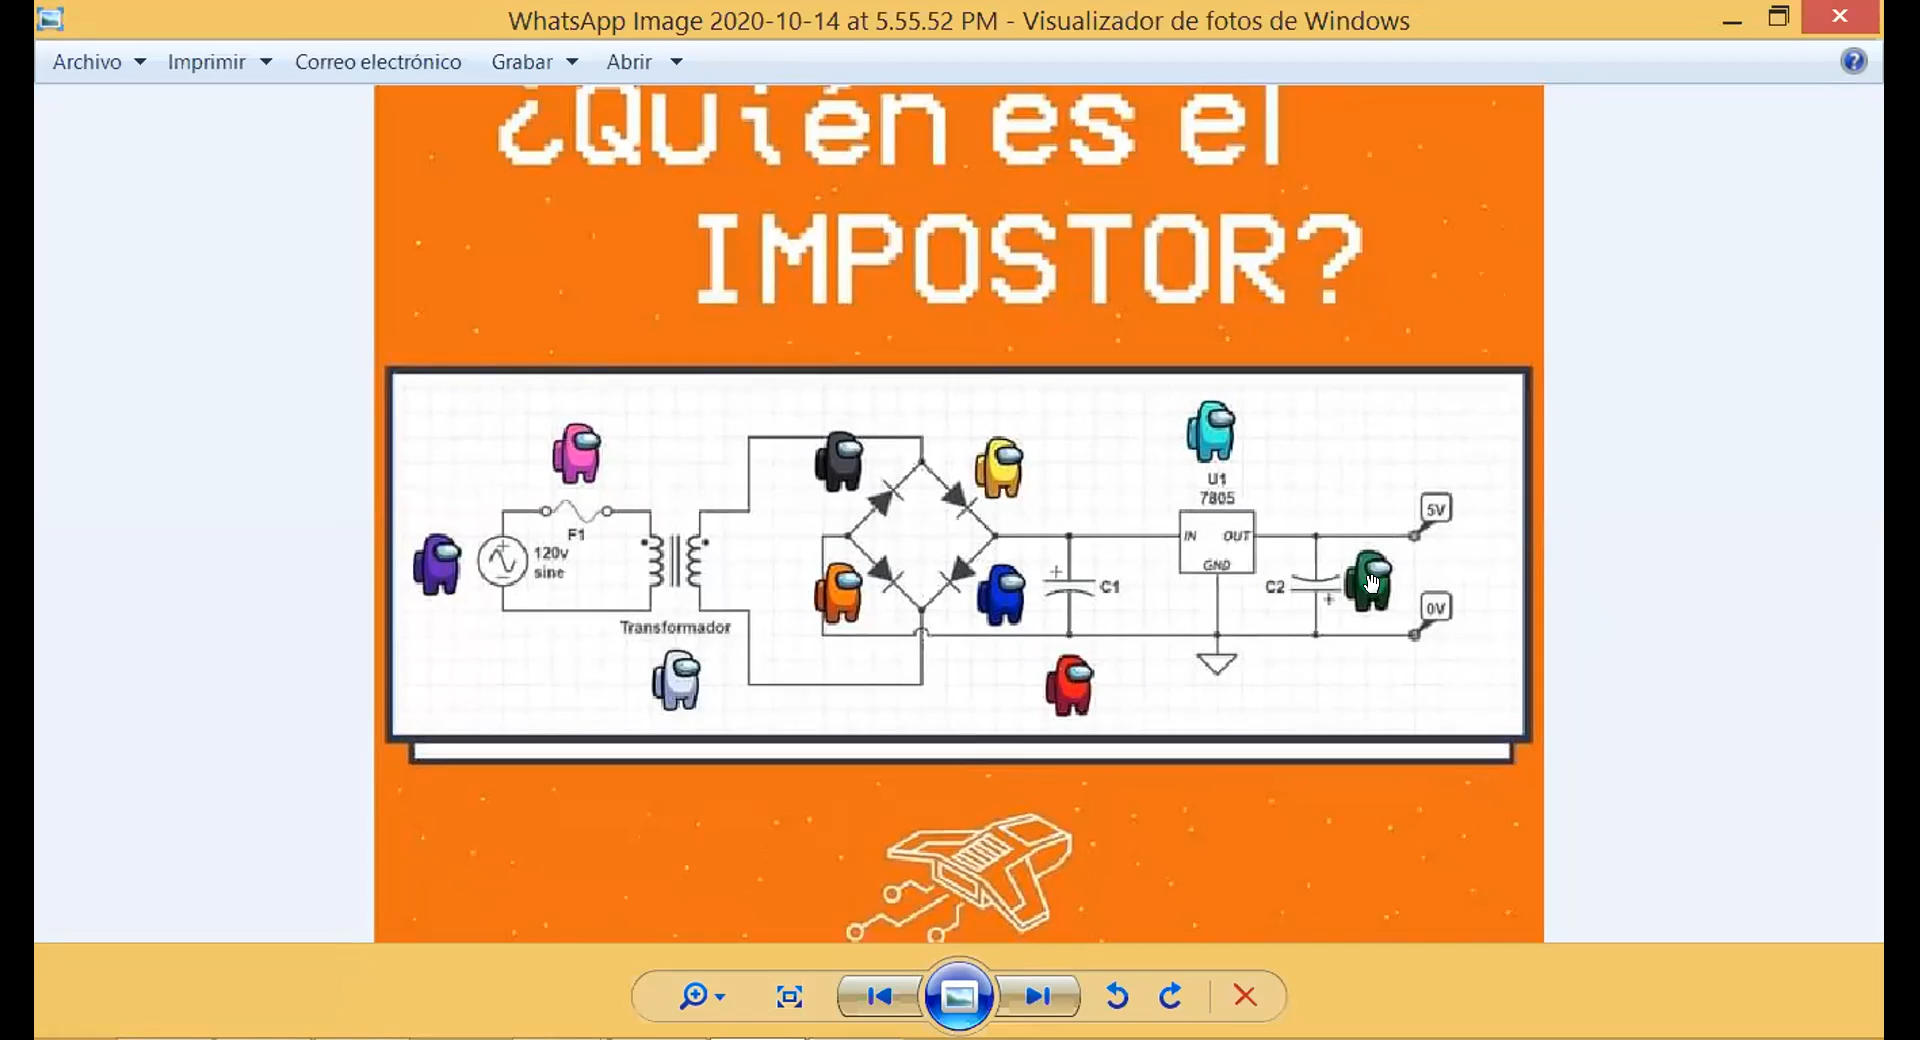 WhatsApp Image 2020-10-14 at 5.55.52 PM - Visualizador de fotos de Windows
Archivo Imprimir Correo electrónico Grabar Abrir
¿Quién es el
IMPOSTOR?
F1
120v
sine
Transformador
+
C1
U1
7805
IN OUT
GND
C2
+
5V
0V